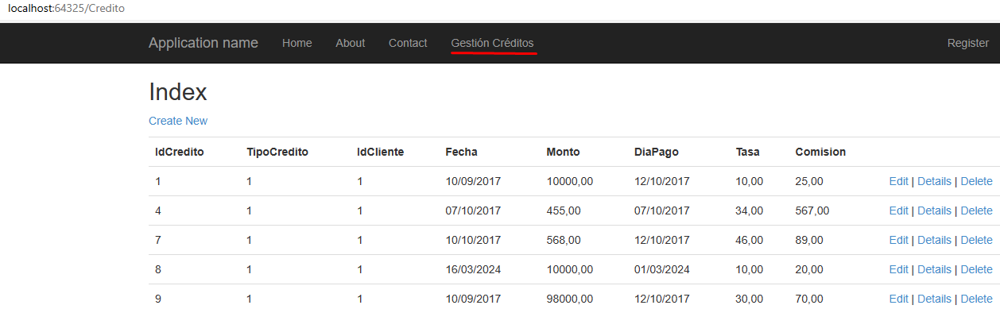 localhost:64325/Credito
Application name Home About Contact Gestión Créditos Register
Index
Create New
IdCredito TipoCredito IdCliente Fecha Monto DiaPago Tasa Comision
1 1 1 10/09/2017 10000,00 12/10/2017 10,00 25,00 Edit | Details | Delete
4 1 1 07/10/2017 455,00 07/10/2017 34,00 567,00 Edit | Details | Delete
7 1 1 10/10/2017 568,00 12/10/2017 46,00 89,00 Edit | Details | Delete
8 1 1 16/03/2024 10000,00 01/03/2024 10,00 20,00 Edit | Details | Delete
9 1 1 10/09/2017 98000,00 12/10/2017 30,00 70,00 Edit | Details | Delete